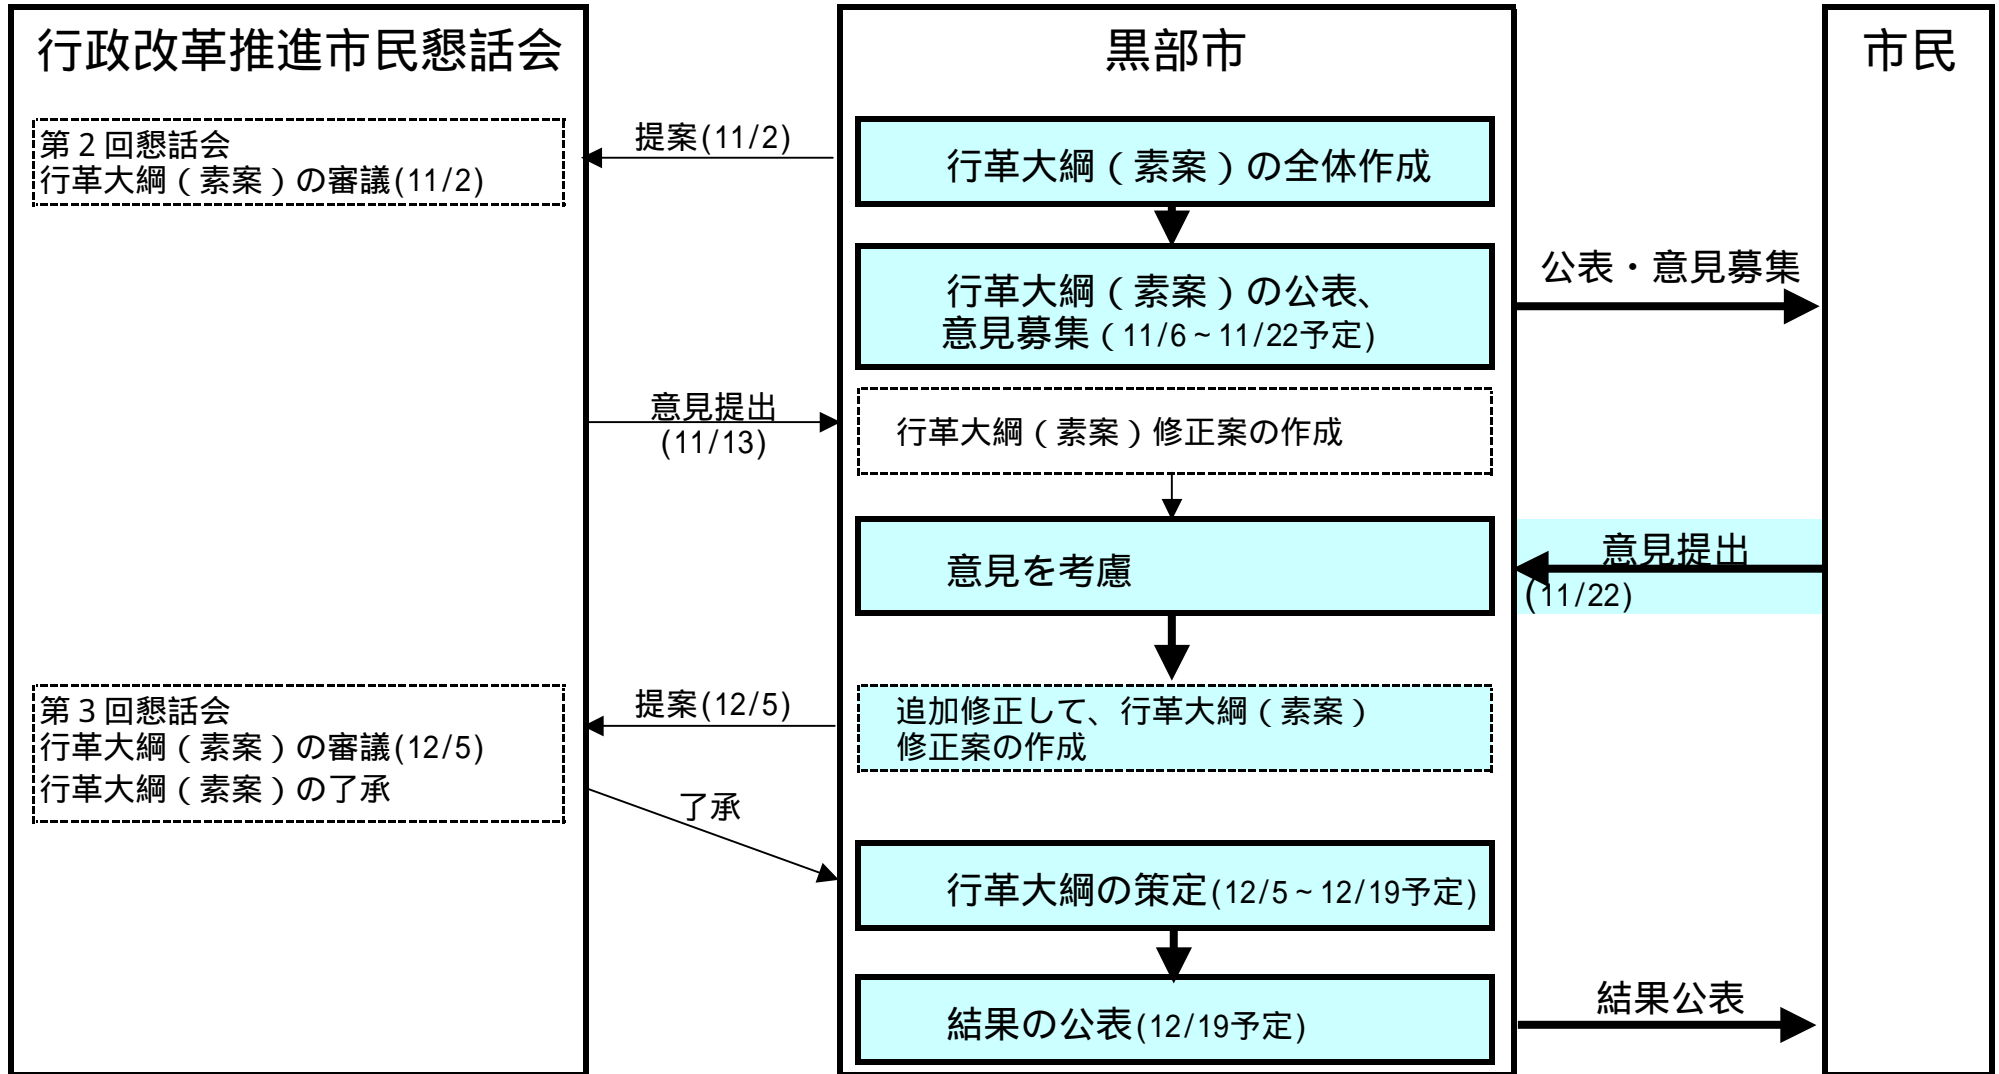 行政改革推進市民懇話会
黒部市
市民
第２回懇話会
行革大綱（素案）の審議(11/2)
提案(11/2)
行革大綱（素案）の全体作成
行革大綱（素案）の公表、
意見募集（11/6~11/22予定)
公表・意見募集
意見提出
(11/13)
行革大綱（素案）修正案の作成
意見を考慮
意見提出
(11/22)
第３回懇話会
行革大綱（素案）の審議(12/5)
行革大綱（素案）の了承
提案(12/5)
追加修正して、行革大綱（素案）
修正案の作成
了承
行革大綱の策定(12/5~12/19予定)
結果の公表(12/19予定)
結果公表